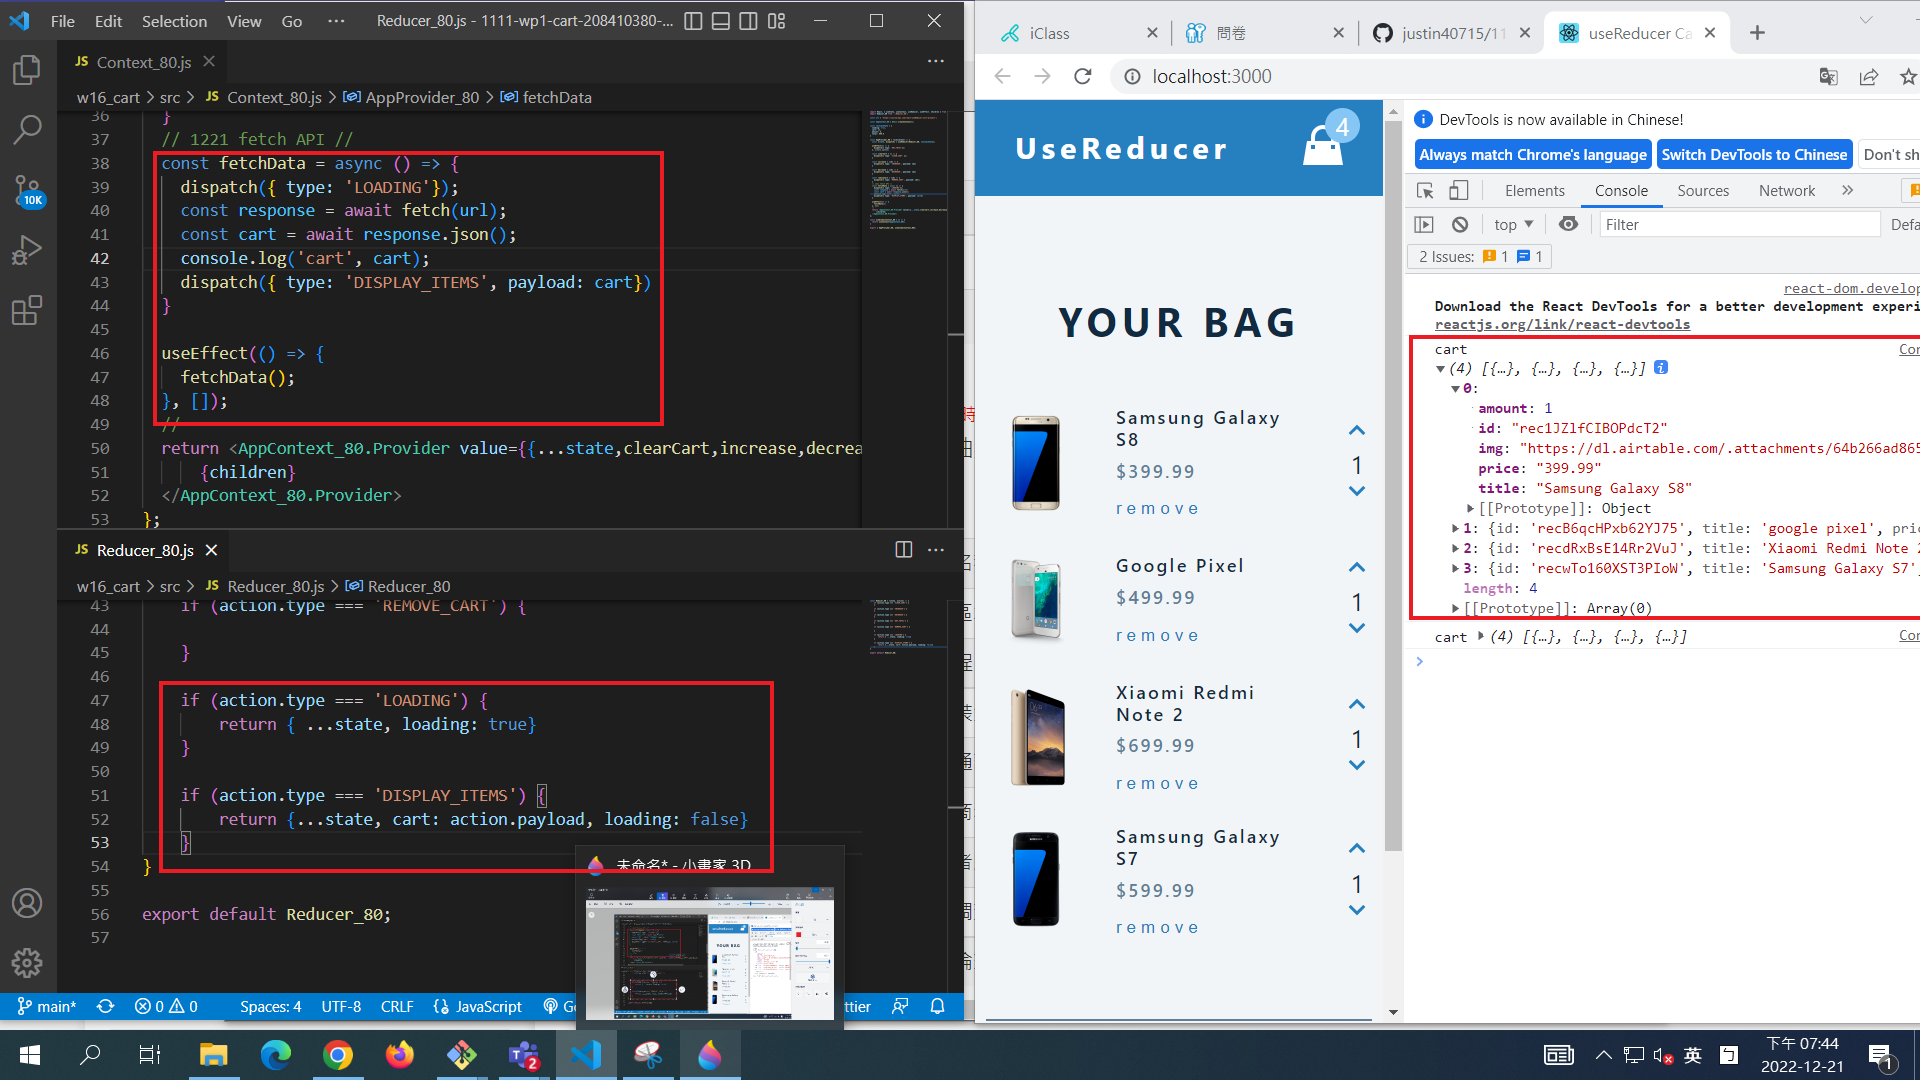 File Edit Selection View Go ··· Reducer_80.js - 1111-wp1-cart-208410380-...
JS Context_80.js
w16_cart > src > JS Context_80.js > AppProvider_80 > fetchData
36 }
37 // 1221 fetch API //
38 const fetchData = async () => {
39 dispatch({ type: 'LOADING'});
40 const response = await fetch(url);
41 const cart = await response.json();
42 console.log('cart', cart);
43 dispatch({ type: 'DISPLAY_ITEMS', payload: cart})
44 }
45
46 useEffect(() => {
47 fetchData();
48 }, []);
49 //
50 return <AppContext_80.Provider value={{...state,clearCart,increase,decrea
51 {children}
52 </AppContext_80.Provider>
53 };
10K
JS Reducer_80.js
w16_cart > src > JS Reducer_80.js > Reducer_80
43 if (action.type === 'REMOVE_CART') {
44
45 }
46
47 if (action.type === 'LOADING') {
48 return { ...state, loading: true}
49 }
50
51 if (action.type === 'DISPLAY_ITEMS') {
52 return {...state, cart: action.payload, loading: false}
53 }
54 }
55
56 export default Reducer_80;
57
未命名* - 小畫家 3D
main* 0 0 Spaces: 4 UTF-8 CRLF {} JavaScript Go ttier
iClass
問卷
justin40715/11
useReducer Ca
localhost:3000
UseReducer
4
YOUR BAG
Samsung Galaxy
S8
$399.99
remove
1
Google Pixel
$499.99
remove
1
Xiaomi Redmi
Note 2
$699.99
remove
1
Samsung Galaxy
S7
$599.99
remove
1
DevTools is now available in Chinese!
Always match Chrome's language Switch DevTools to Chinese Don't sh
Elements Console Sources Network »
top Filter Defa
2 Issues: 1 1
react-dom.develop
Download the React DevTools for a better development experi
reactjs.org/link/react-devtools
cart Con
(4) [{…}, {…}, {…}, {…}]
0:
amount: 1
id: "rec1JZlfCIBOPdcT2"
img: "https://dl.airtable.com/.attachments/64b266ad865
price: "399.99"
title: "Samsung Galaxy S8"
[[Prototype]]: Object
1: {id: 'recB6qcHPxb62YJ75', title: 'google pixel', pric
2: {id: 'recdRxBsE14Rr2VuJ', title: 'Xiaomi Redmi Note 2
3: {id: 'recwTo160XST3PIoW', title: 'Samsung Galaxy S7',
length: 4
[[Prototype]]: Array(0)
cart (4) [{…}, {…}, {…}, {…}] Con
2
英
下午 07:44
2022-12-21
1